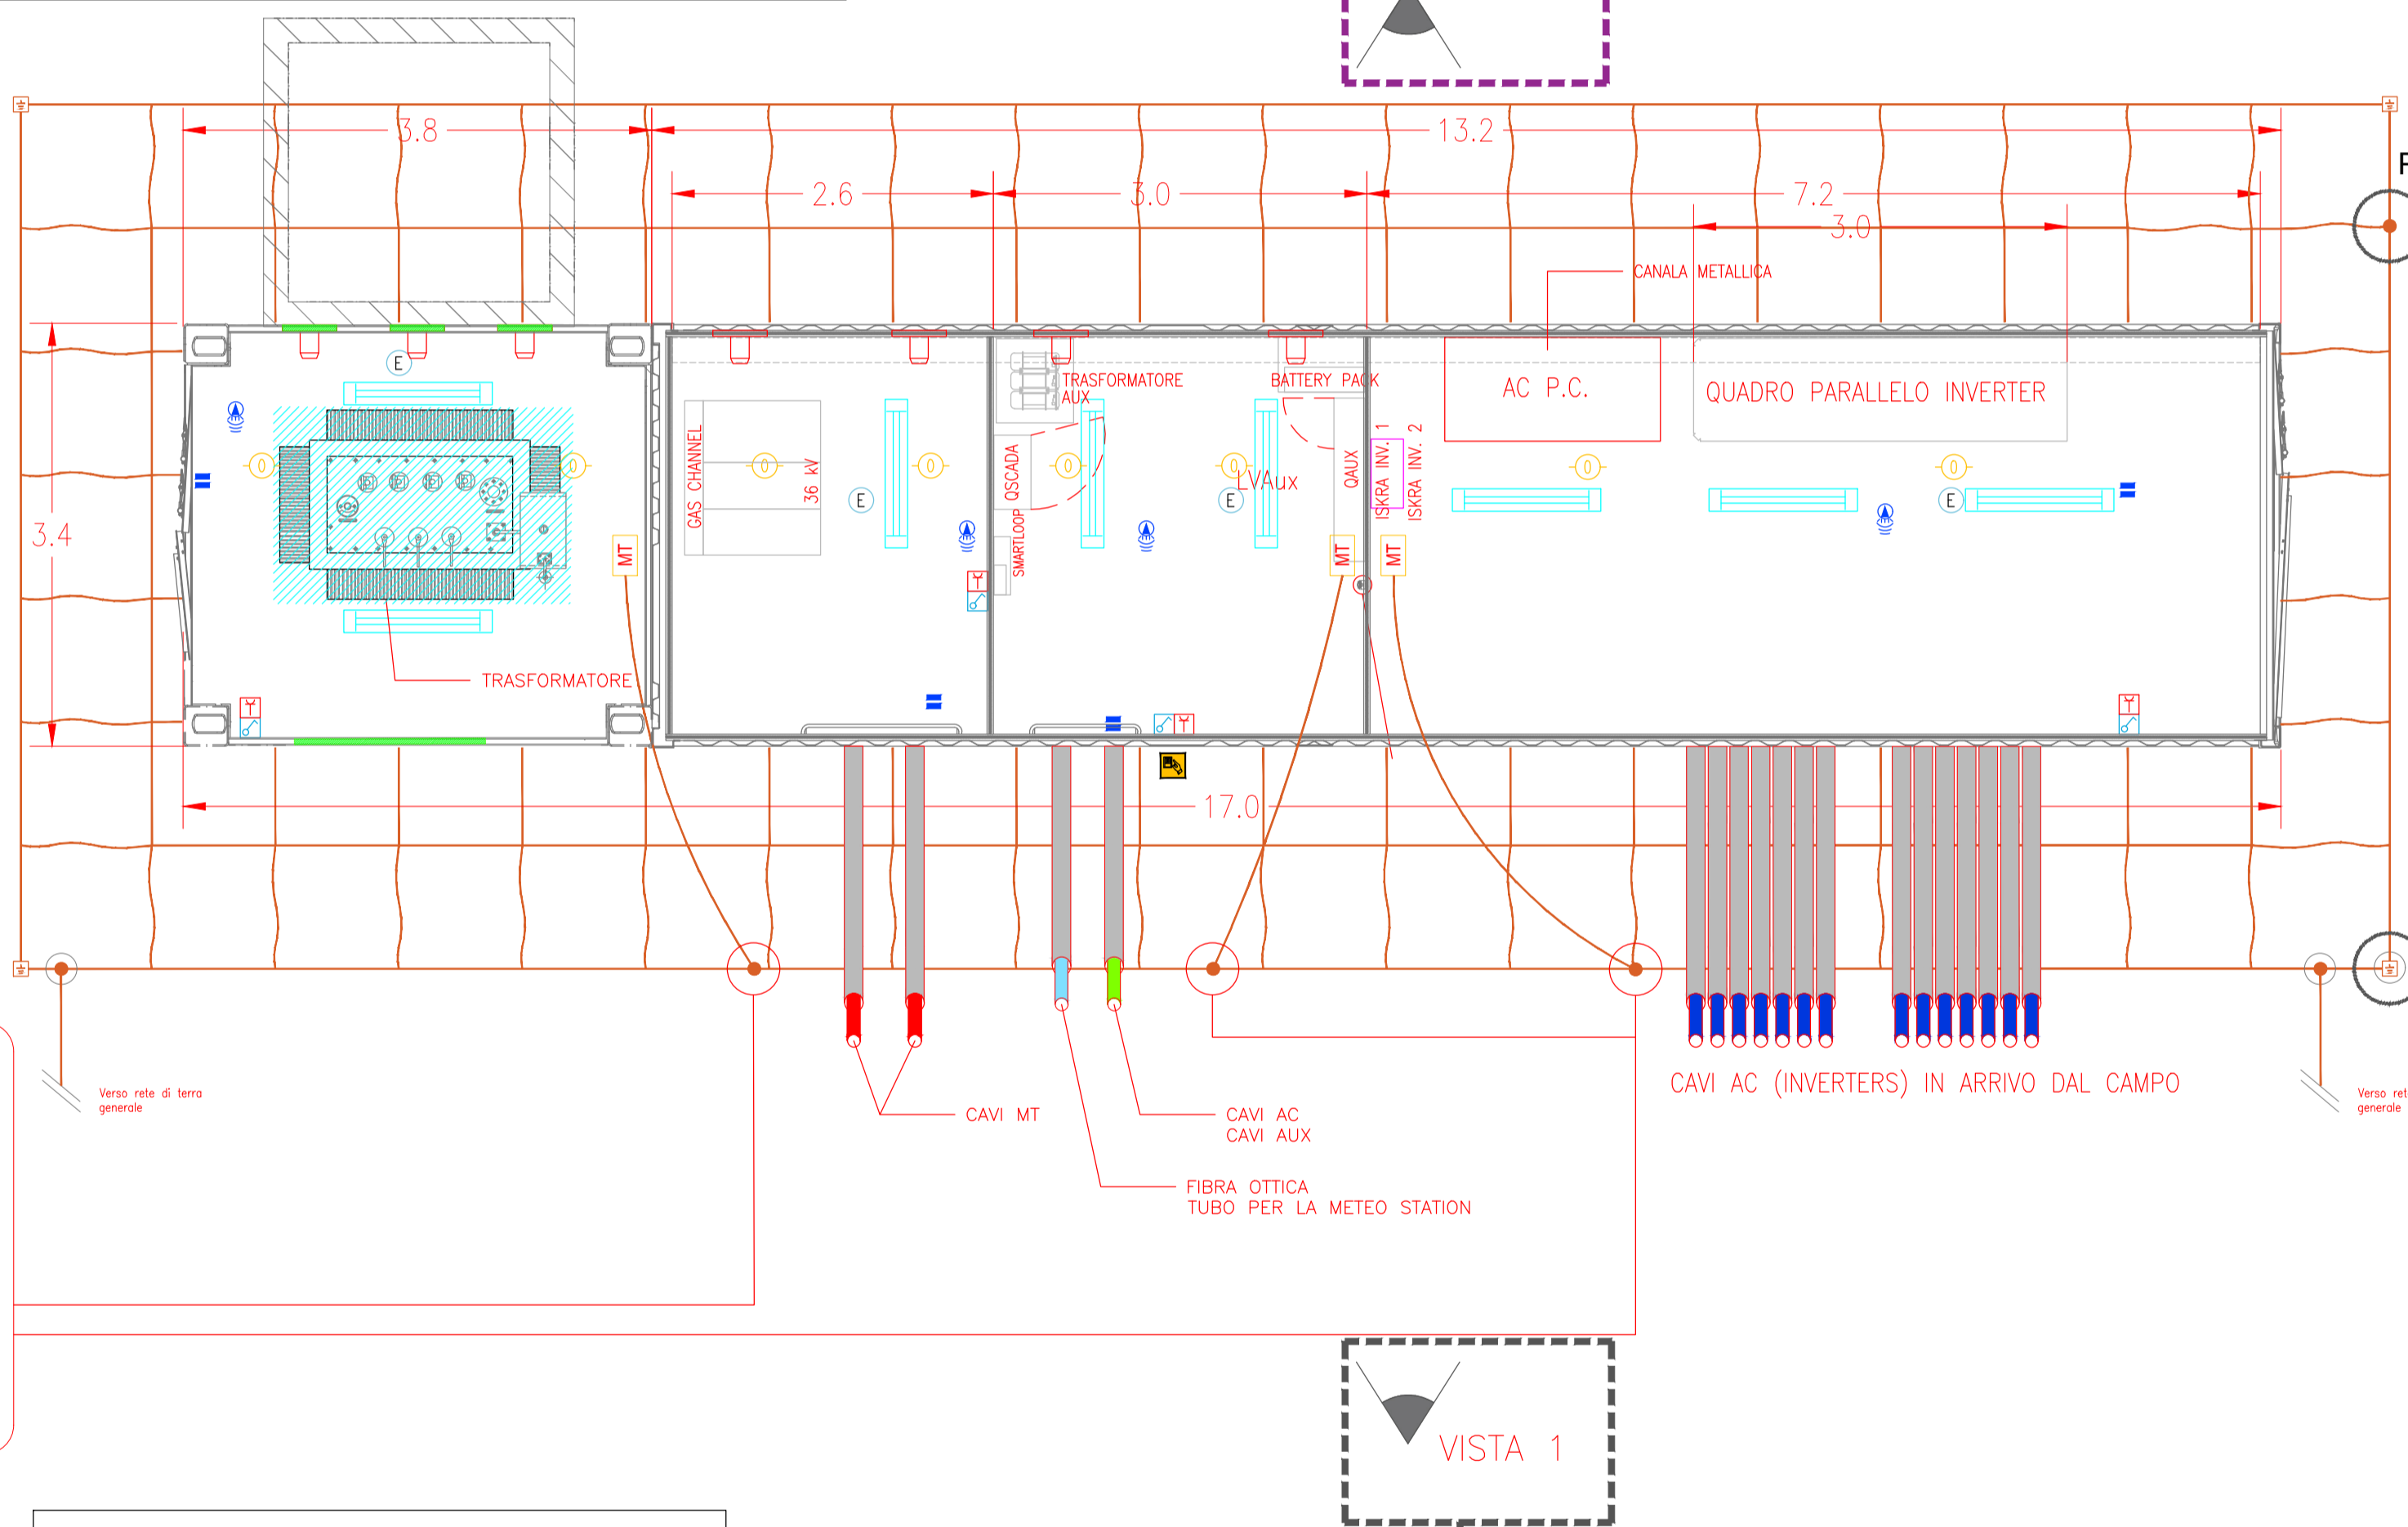 3.8
13.2
2.6
3.0
7.2
3.0
CANALA METALLICA
TRASFORMATORE
AUX
BATTERY PACK
AC P.C.
QUADRO PARALLELO INVERTER
E
GAS CHANNEL
36 kV
E
QSCADA
SMARTLOOP
LVAux
E
QAUX
ISKRA INV. 1
ISKRA INV. 2
E
3.4
MT
MT
MT
TRASFORMATORE
17.0
Verso rete di terra
generale
CAVI MT
CAVI AC
CAVI AUX
FIBRA OTTICA
TUBO PER LA METEO STATION
CAVI AC (INVERTERS) IN ARRIVO DAL CAMPO
Verso ret
generale
VISTA 1